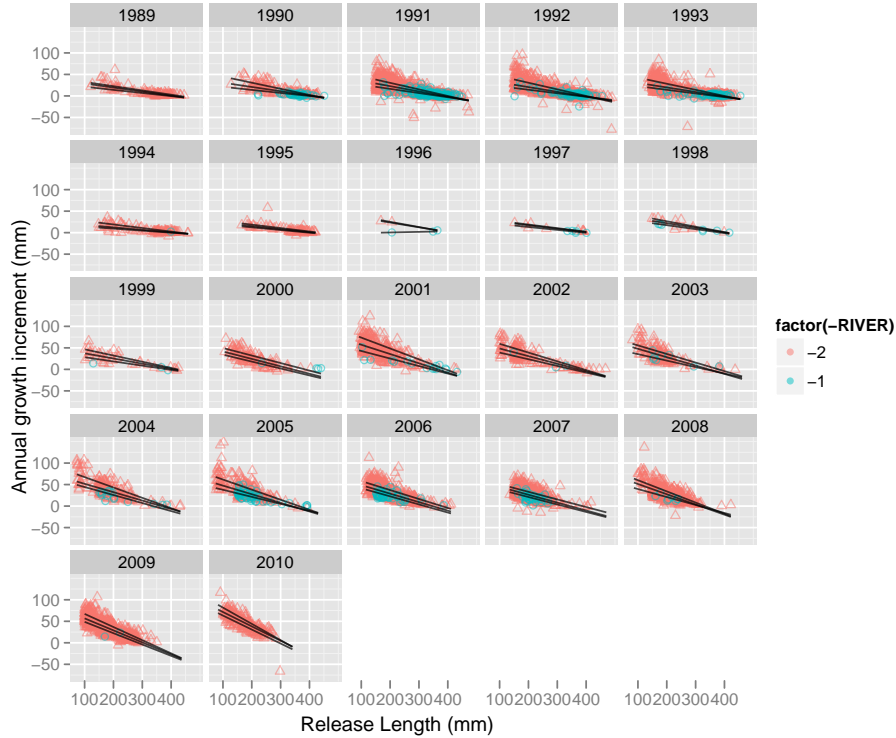 1989 1990 1991 1992 1993
100
50
0
−50
1994 1995 1996 1997 1998
100
50
0
−50
1999 2000 2001 2002 2003
100
50
0
−50
2004 2005 2006 2007 2008
100
50
0
−50
2009 2010
100
50
0
−50
100200300400 100200300400 100200300400 100200300400 100200300400
Release Length (mm)
Annual growth increment (mm)
factor(−RIVER)
−2
−1